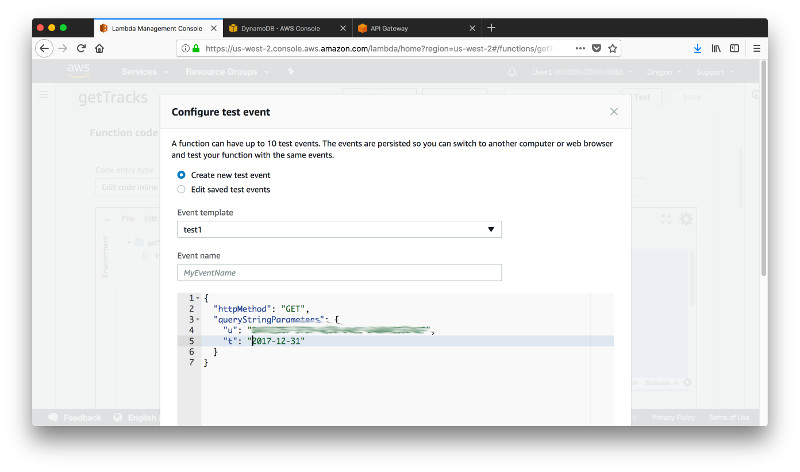 Lambda Management Console
DynamoDB - AWS Console
API Gateway
https://us-west-2.console.aws.amazon.com/lambda/home?region=us-west-2#/functions/getT
aws
Services
Resource Groups
Oregon
Support
getTracks
Test
Save
Function code
Code entry type
Edit code inline
File
Edit
Environment
Configure test event
A function can have up to 10 test events. The events are persisted so you can switch to another computer or web browser
and test your function with the same events.
Create new test event
Edit saved test events
Event template
test1
Event name
MyEventName
1 {
2 "httpMethod": "GET",
3 "queryStringParameters": {
4 "u": " ",
5 "t": "2017-12-31"
6 }
7 }
Feedback
English
Privacy Policy
Terms of Use